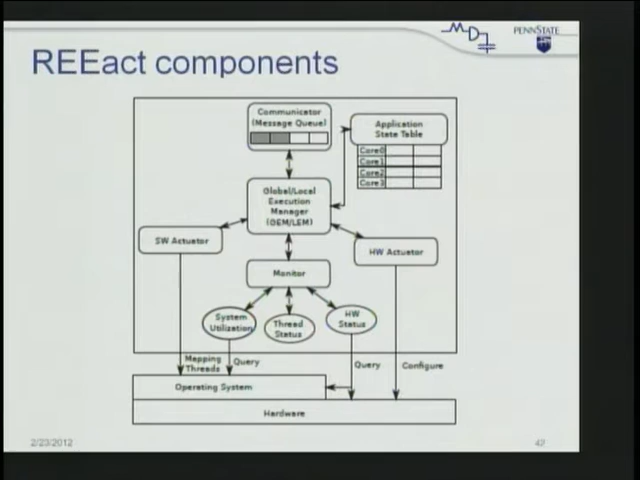 PENNSTATE
REEact components
Communicator
(Message Queue)
Application
State Table
Core0
Core1
Core2
Core3
Global/Local
Execution
Manager
(GEM/LEM)
SW Actuator
HW Actuator
Monitor
System
Utilization
Thread
Status
HW
Status
Mapping
Threads
Query
Query
Configure
Operating System
Hardware
2/23/2012
42